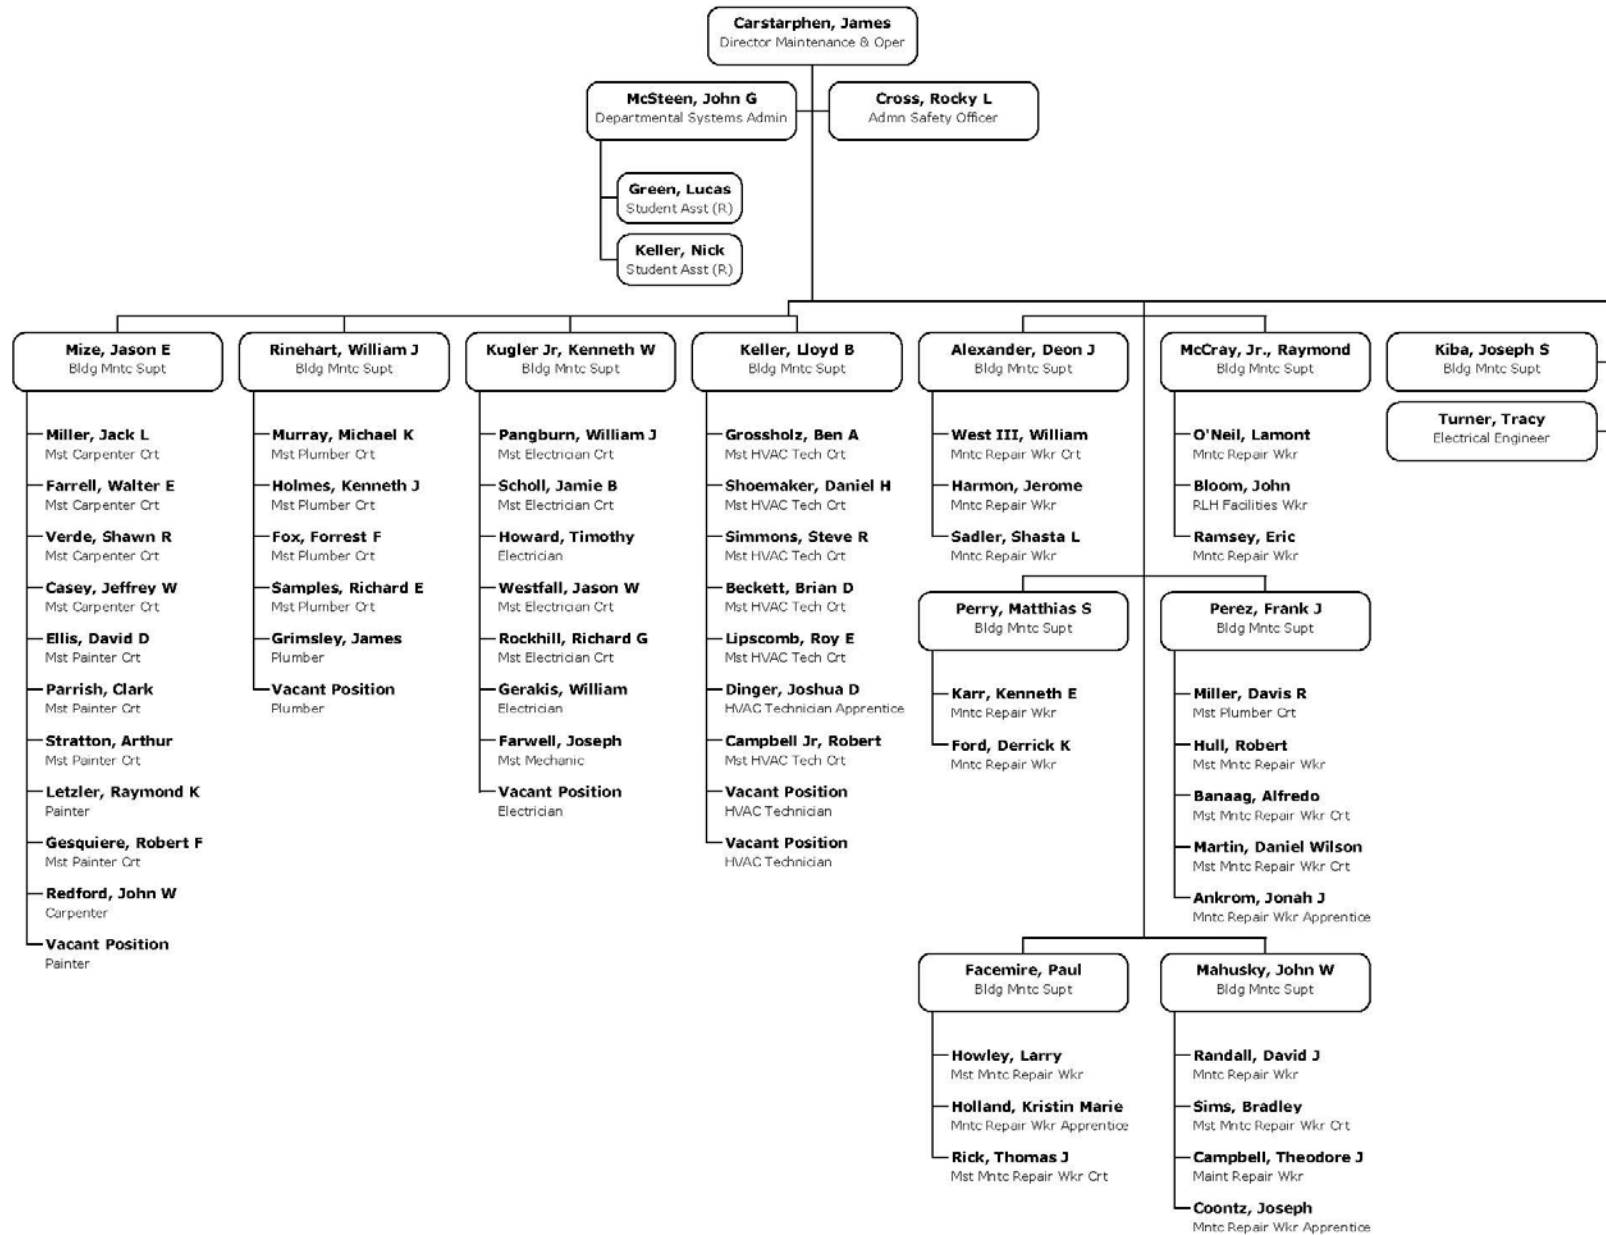 Carstarphen, James
Director Maintenance & Oper
McSteen, John G
Departmental Systems Admin
Cross, Rocky L
Admn Safety Officer
Green, Lucas
Student Asst (R)
Keller, Nick
Student Asst (R)
Mize, Jason E
Bldg Mntc Supt
Miller, Jack L
Mst Carpenter Crt
Farrell, Walter E
Mst Carpenter Crt
Verde, Shawn R
Mst Carpenter Crt
Casey, Jeffrey W
Mst Carpenter Crt
Ellis, David D
Mst Painter Crt
Parrish, Clark
Mst Painter Crt
Stratton, Arthur
Mst Painter Crt
Letzler, Raymond K
Painter
Gesquiere, Robert F
Mst Painter Crt
Redford, John W
Carpenter
Vacant Position
Painter
Rinehart, William J
Bldg Mntc Supt
Murray, Michael K
Mst Plumber Crt
Holmes, Kenneth J
Mst Plumber Crt
Fox, Forrest F
Mst Plumber Crt
Samples, Richard E
Mst Plumber Crt
Grimsley, James
Plumber
Vacant Position
Plumber
Kugler Jr, Kenneth W
Bldg Mntc Supt
Pangburn, William J
Mst Electrician Crt
Scholl, Jamie B
Mst Electrician Crt
Howard, Timothy
Electrician
Westfall, Jason W
Mst Electrician Crt
Rockhill, Richard G
Mst Electrician Crt
Gerakis, William
Electrician
Farwell, Joseph
Mst Mechanic
Vacant Position
Electrician
Keller, Lloyd B
Bldg Mntc Supt
Grossholz, Ben A
Mst HVAC Tech Crt
Shoemaker, Daniel H
Mst HVAC Tech Crt
Simmons, Steve R
Mst HVAC Tech Crt
Beckett, Brian D
Mst HVAC Tech Crt
Lipscomb, Roy E
Mst HVAC Tech Crt
Dinger, Joshua D
HVAC Technician Apprentice
Campbell Jr, Robert
Mst HVAC Tech Crt
Vacant Position
HVAC Technician
Vacant Position
HVAC Technician
Alexander, Deon J
Bldg Mntc Supt
West III, William
Mntc Repair Wkr Crt
Harmon, Jerome
Mntc Repair Wkr
Sadler, Shasta L
Mntc Repair Wkr
McCray, Jr., Raymond
Bldg Mntc Supt
O'Neil, Lamont
Mntc Repair Wkr
Bloom, John
RLH Facilities Wkr
Ramsey, Eric
Mntc Repair Wkr
Kiba, Joseph S
Bldg Mntc Supt
Turner, Tracy
Electrical Engineer
Perry, Matthias S
Bldg Mntc Supt
Karr, Kenneth E
Mntc Repair Wkr
Ford, Derrick K
Mntc Repair Wkr
Perez, Frank J
Bldg Mntc Supt
Miller, Davis R
Mst Plumber Crt
Hull, Robert
Mst Mntc Repair Wkr
Banaag, Alfredo
Mst Mntc Repair Wkr Crt
Martin, Daniel Wilson
Mst Mntc Repair Wkr Crt
Ankrom, Jonah J
Mntc Repair Wkr Apprentice
Facemire, Paul
Bldg Mntc Supt
Howley, Larry
Mst Mntc Repair Wkr
Holland, Kristin Marie
Mntc Repair Wkr Apprentice
Rick, Thomas J
Mst Mntc Repair Wkr Crt
Mahusky, John W
Bldg Mntc Supt
Randall, David J
Mntc Repair Wkr
Sims, Bradley
Mst Mntc Repair Wkr Crt
Campbell, Theodore J
Maint Repair Wkr
Coontz, Joseph
Mntc Repair Wkr Apprentice